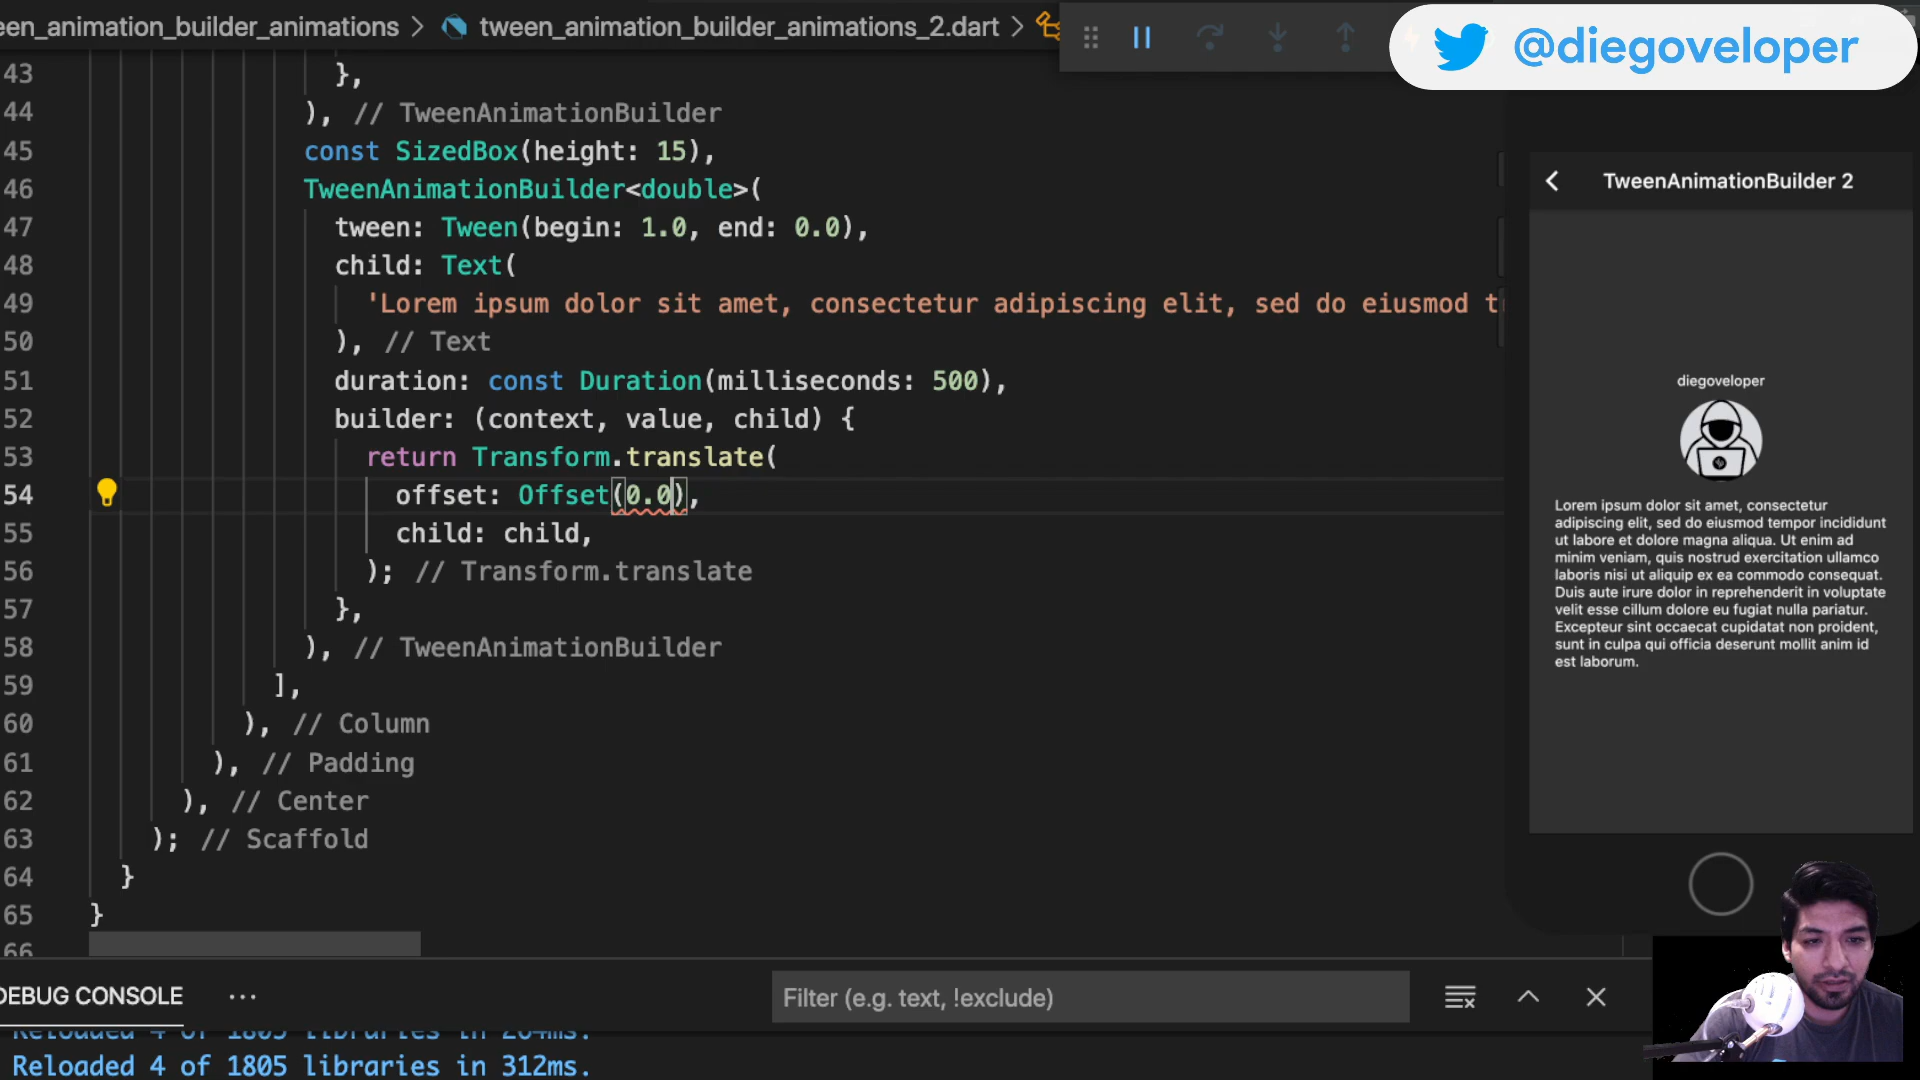 een_animation_builder_animations > tween_animation_builder_animations_2.dart >
@diegoveloper
43 },
44 ), // TweenAnimationBuilder
45 const SizedBox(height: 15),
46 TweenAnimationBuilder<double>(
47 tween: Tween(begin: 1.0, end: 0.0),
48 child: Text(
49 'Lorem ipsum dolor sit amet, consectetur adipiscing elit, sed do eiusmod t
50 ), // Text
51 duration: const Duration(milliseconds: 500),
52 builder: (context, value, child) {
53 return Transform.translate(
54 offset: Offset(0.0),
55 child: child,
56 ); // Transform.translate
57 },
58 ), // TweenAnimationBuilder
59 ],
60 ), // Column
61 ), // Padding
62 ), // Center
63 ); // Scaffold
64 }
65 }
66
TweenAnimationBuilder 2
diegoveloper
Lorem ipsum dolor sit amet, consectetur
adipiscing elit, sed do eiusmod tempor incididunt
ut labore et dolore magna aliqua. Ut enim ad
minim veniam, quis nostrud exercitation ullamco
laboris nisi ut aliquip ex ea commodo consequat.
Duis aute irure dolor in reprehenderit in voluptate
velit esse cillum dolore eu fugiat nulla pariatur.
Excepteur sint occaecat cupidatat non proident,
sunt in culpa qui officia deserunt mollit anim id
est laborum.
DEBUG CONSOLE ...
Filter (e.g. text, !exclude)
Reloaded 4 of 1805 libraries in 264ms.
Reloaded 4 of 1805 libraries in 312ms.